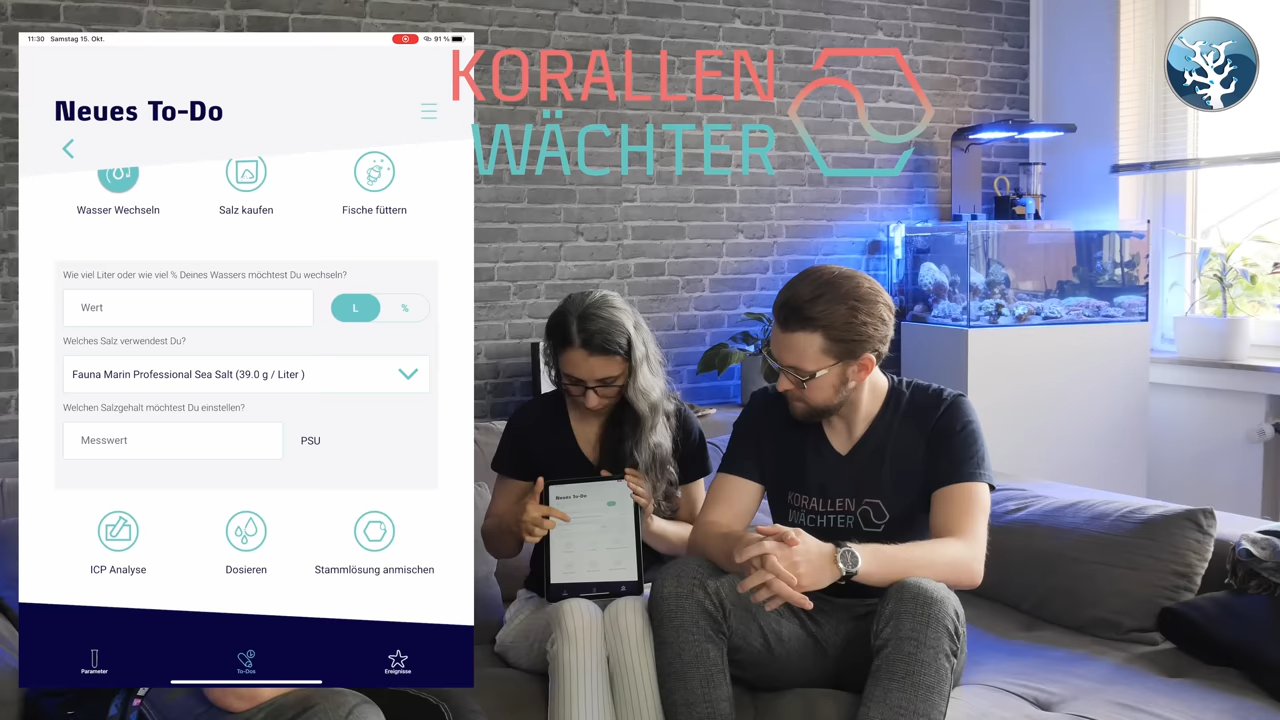 11:30 Samstag 15. Okt.
91 %
Neues To-Do
Wasser Wechseln
Salz kaufen
Fische füttern
Wie viel Liter oder wie viel % Deines Wassers möchtest Du wechseln?
Wert
L
%
Welches Salz verwendest Du?
Fauna Marin Professional Sea Salt (39.0 g / Liter )
Welchen Salzgehalt möchtest Du einstellen?
Messwert
PSU
ICP Analyse
Dosieren
Stammlösung anmischen
Parameter
To-Dos
Ereignisse
KORALLEN
WÄCHTER
Neues To-Do
KORALLEN
WÄCHTER